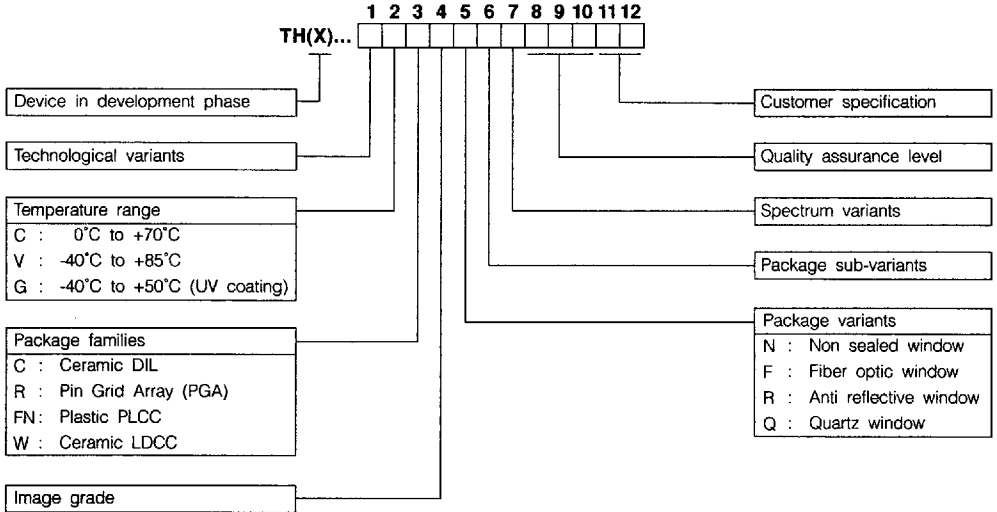 1 2 3 4 5 6 7 8 9 10 11 12
TH(X)...
Device in development phase
Technological variants
Temperature range
C : 0°C to +70°C
V : -40°C to +85°C
G : -40°C to +50°C (UV coating)
Package families
C : Ceramic DIL
R : Pin Grid Array (PGA)
FN : Plastic PLCC
W : Ceramic LDCC
Image grade
Customer specification
Quality assurance level
Spectrum variants
Package sub-variants
Package variants
N : Non sealed window
F : Fiber optic window
R : Anti reflective window
Q : Quartz window